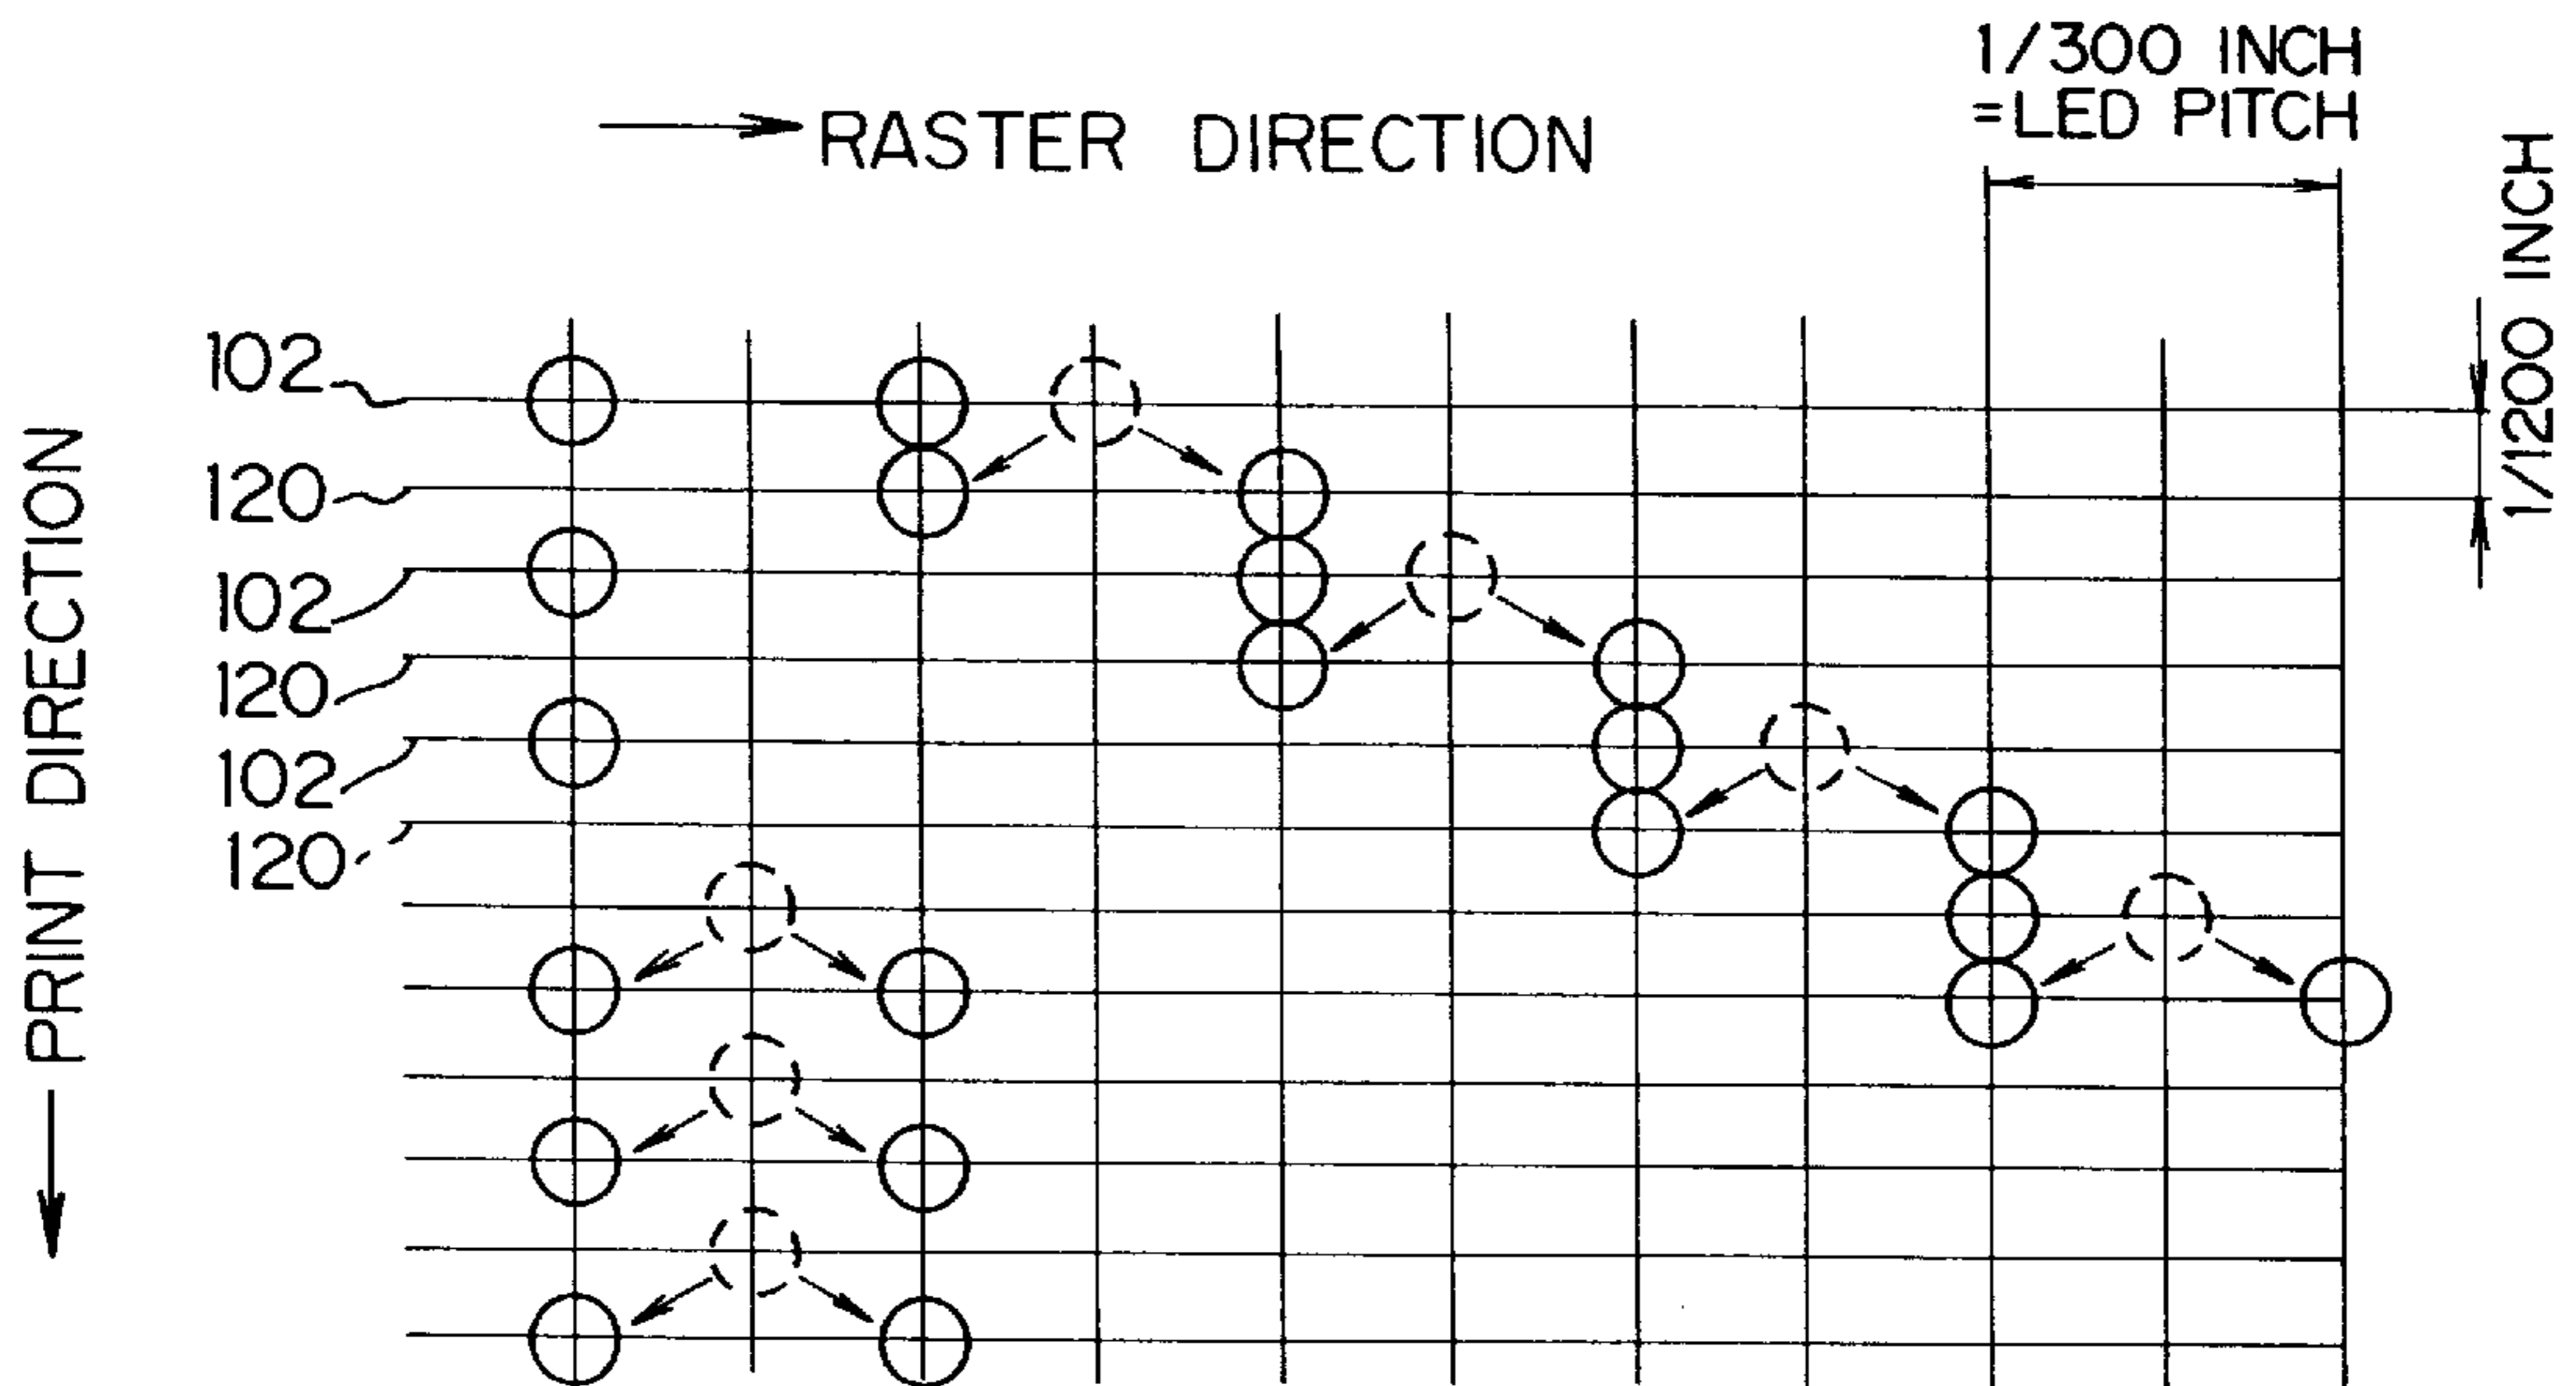 1/300 INCH
=LED PITCH
→ RASTER DIRECTION
1/1200 INCH
102
120
102
120
102
120
PRINT DIRECTION